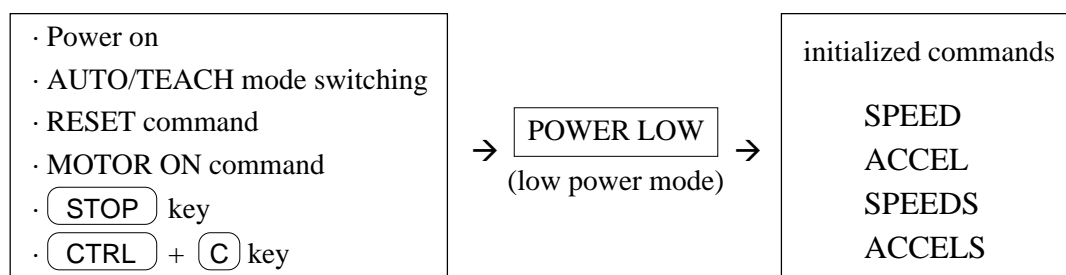 · Power on
· AUTO/TEACH mode switching
· RESET command
· MOTOR ON command
· STOP key
· CTRL + C key
→ POWER LOW →
(low power mode)
initialized commands
SPEED
ACCEL
SPEEDS
ACCELS